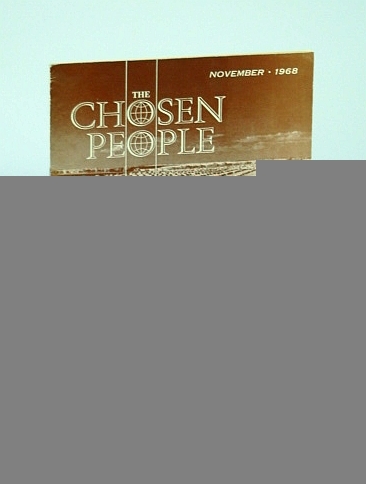 NOVEMBER · 1968
THE
CHOSEN
PEOPLE